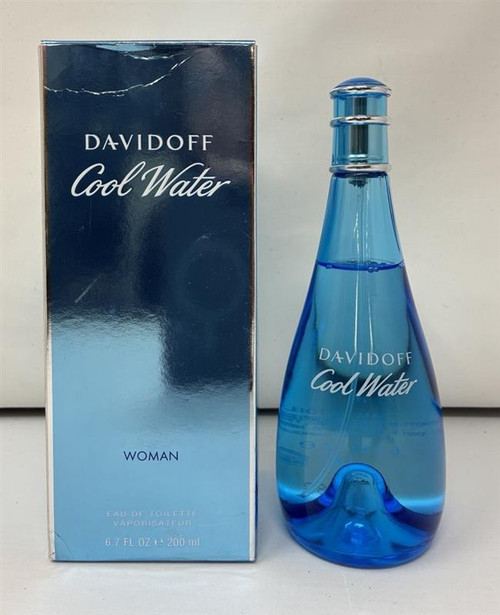 DAVIDOFF
Cool Water
WOMAN
EAU DE TOILETTE
VAPORISATEUR
6.7 FL OZ e 200 ml
DAVIDOFF
Cool Water